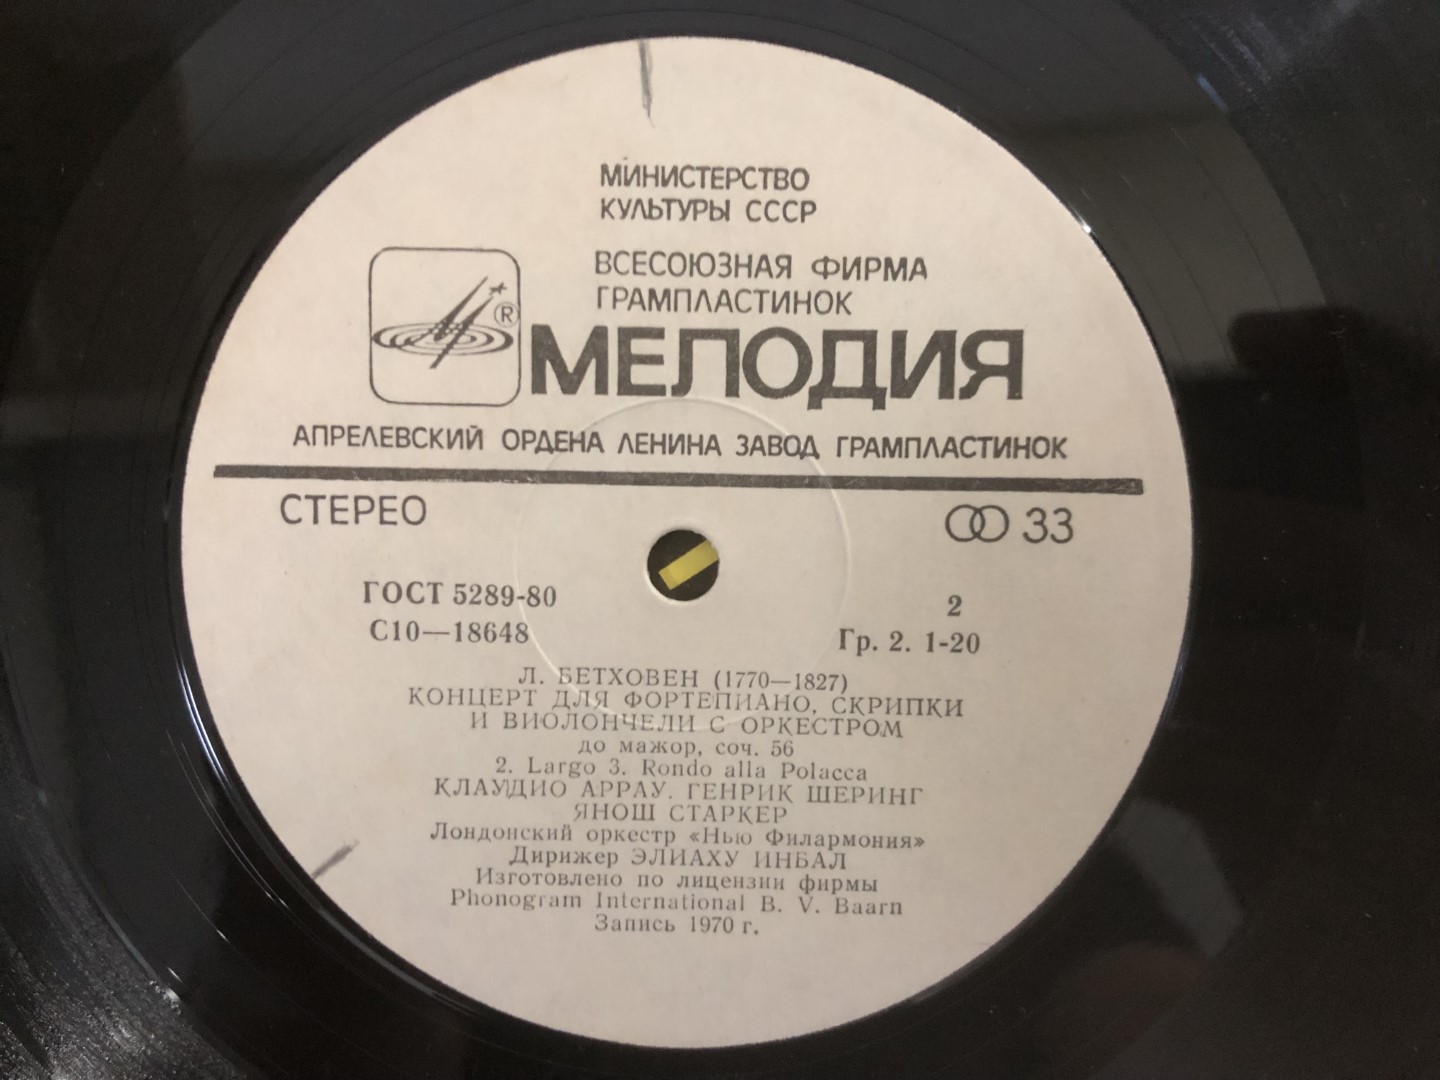 МИНИСТЕРСТВО
КУЛЬТУРЫ СССР
ВСЕСОЮЗНАЯ ФИРМА
ГРАМПЛАСТИНОК
®
МЕЛОДИЯ
АПРЕЛЕВСКИЙ ОРДЕНА ЛЕНИНА ЗАВОД ГРАМПЛАСТИНОК
СТЕРЕО
33
ГОСТ 5289-80
2
С10—18648
Гр. 2. 1-20
Л. БЕТХОВЕН (1770—1827)
КОНЦЕРТ ДЛЯ ФОРТЕПИАНО, СКРИПКИ
И ВИОЛОНЧЕЛИ С ОРКЕСТРОМ
до мажор, соч. 56
2. Largo 3. Rondo alla Polacca
КЛАУДИО АРРАУ. ГЕНРИК ШЕРИНГ
ЯНОШ СТАРКЕР
Лондонский оркестр «Нью Филармония»
Дирижер ЭЛИАХУ ИНБАЛ
Изготовлено по лицензии фирмы
Phonogram International B. V. Baarn
Запись 1970 г.